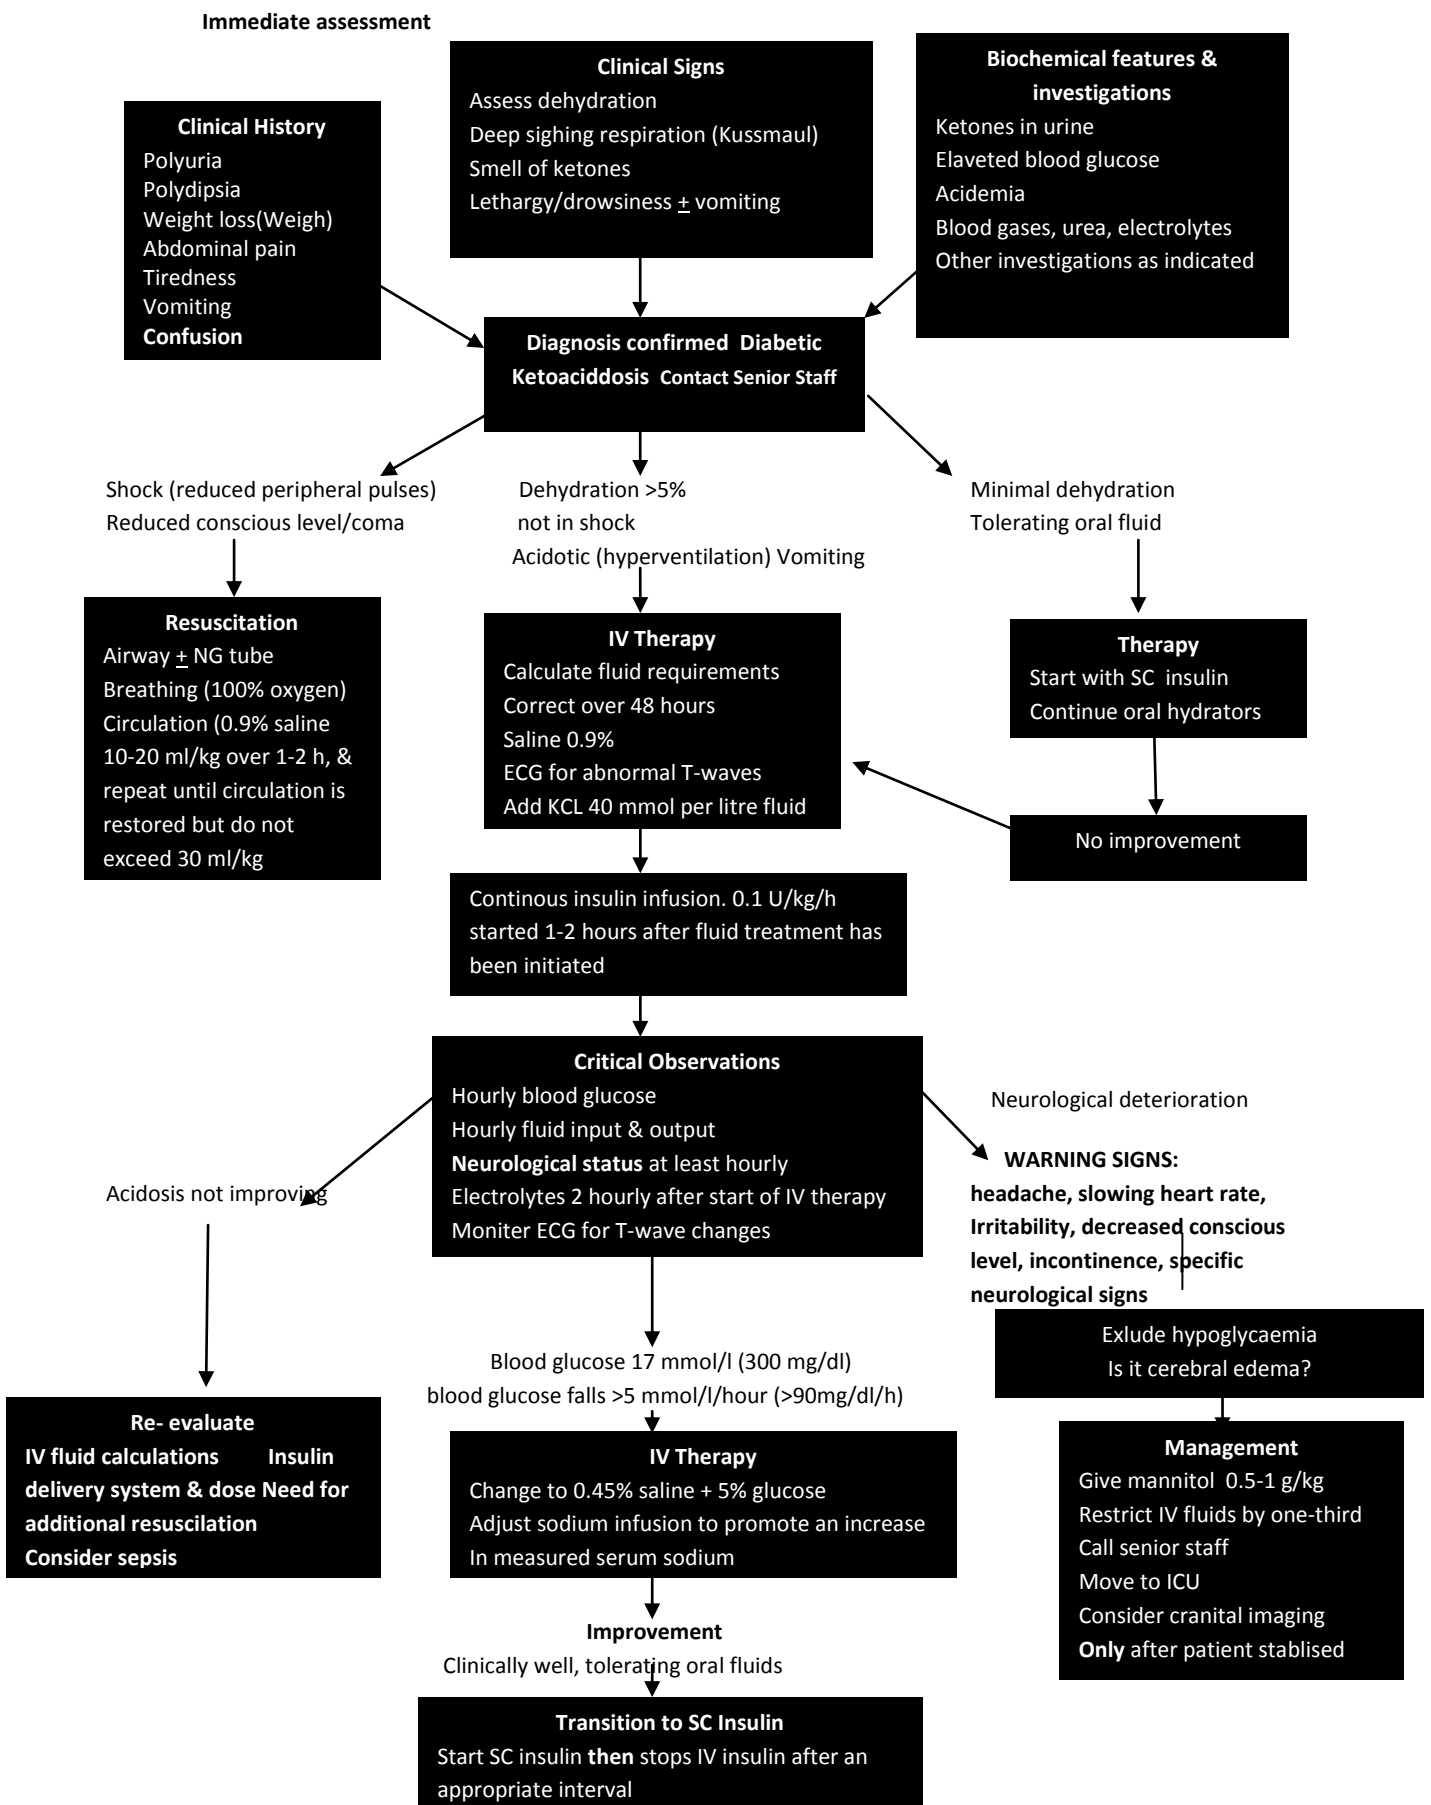 Immediate assessment
Clinical History
Polyuria
Polydipsia
Weight loss(Weigh)
Abdominal pain
Tiredness
Vomiting
Confusion
Clinical Signs
Assess dehydration
Deep sighing respiration (Kussmaul)
Smell of ketones
Lethargy/drowsiness ± vomiting
Biochemical features &
investigations
Ketones in urine
Elaveted blood glucose
Acidemia
Blood gases, urea, electrolytes
Other investigations as indicated
Diagnosis confirmed Diabetic
Ketoaciddosis Contact Senior Staff
Shock (reduced peripheral pulses)
Reduced conscious level/coma
Dehydration >5%
not in shock
Acidotic (hyperventilation) Vomiting
Minimal dehydration
Tolerating oral fluid
Resuscitation
Airway ± NG tube
Breathing (100% oxygen)
Circulation (0.9% saline
10-20 ml/kg over 1-2 h, &
repeat until circulation is
restored but do not
exceed 30 ml/kg
IV Therapy
Calculate fluid requirements
Correct over 48 hours
Saline 0.9%
ECG for abnormal T-waves
Add KCL 40 mmol per litre fluid
Therapy
Start with SC insulin
Continue oral hydrators
No improvement
Continous insulin infusion. 0.1 U/kg/h
started 1-2 hours after fluid treatment has
been initiated
Critical Observations
Hourly blood glucose
Hourly fluid input & output
Neurological status at least hourly
Electrolytes 2 hourly after start of IV therapy
Moniter ECG for T-wave changes
Acidosis not improving
Neurological deterioration
WARNING SIGNS:
headache, slowing heart rate,
Irritability, decreased conscious
level, incontinence, specific
neurological signs
Exlude hypoglycaemia
Is it cerebral edema?
Blood glucose 17 mmol/l (300 mg/dl)
blood glucose falls >5 mmol/l/hour (>90mg/dl/h)
Re- evaluate
IV fluid calculations Insulin
delivery system & dose Need for
additional resuscilation
Consider sepsis
IV Therapy
Change to 0.45% saline + 5% glucose
Adjust sodium infusion to promote an increase
In measured serum sodium
Management
Give mannitol 0.5-1 g/kg
Restrict IV fluids by one-third
Call senior staff
Move to ICU
Consider cranital imaging
Only after patient stablised
Improvement
Clinically well, tolerating oral fluids
Transition to SC Insulin
Start SC insulin then stops IV insulin after an
appropriate interval